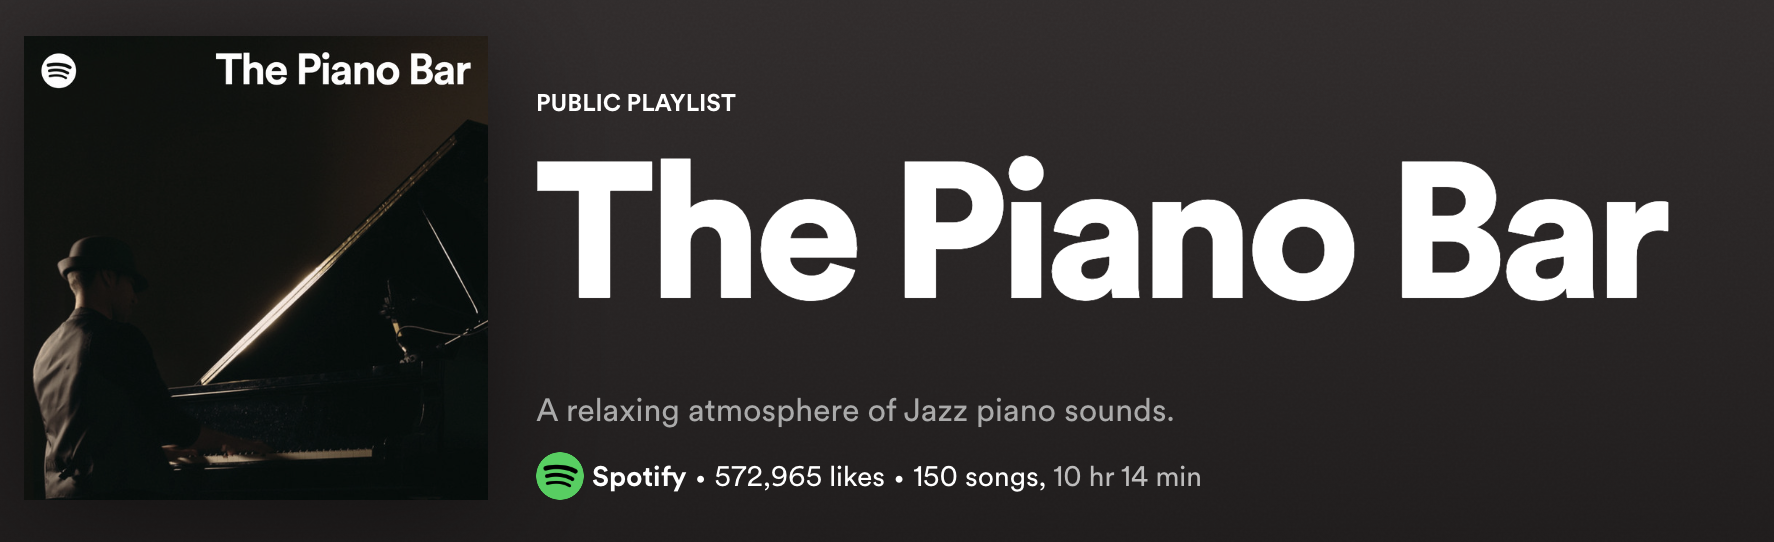 The Piano Bar
PUBLIC PLAYLIST
The Piano Bar
A relaxing atmosphere of Jazz piano sounds.
Spotify • 572,965 likes • 150 songs, 10 hr 14 min